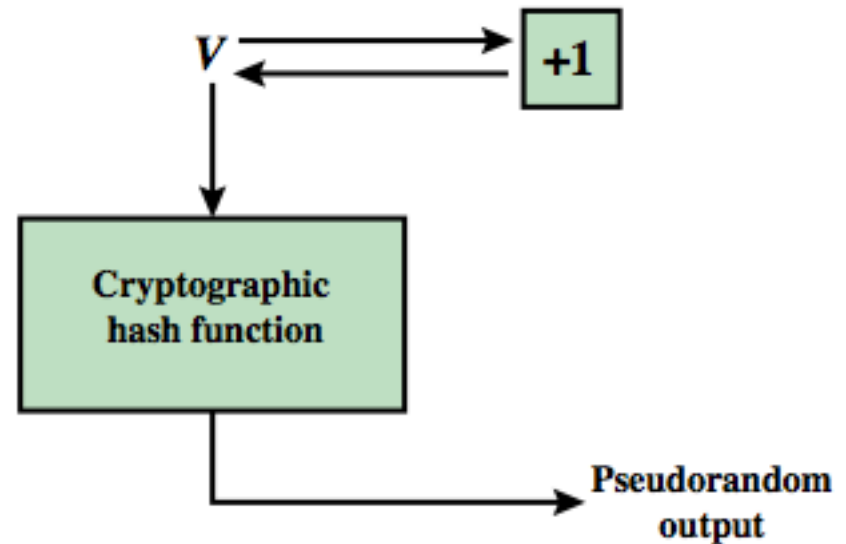 V
+1
Cryptographic
hash function
Pseudorandom
output